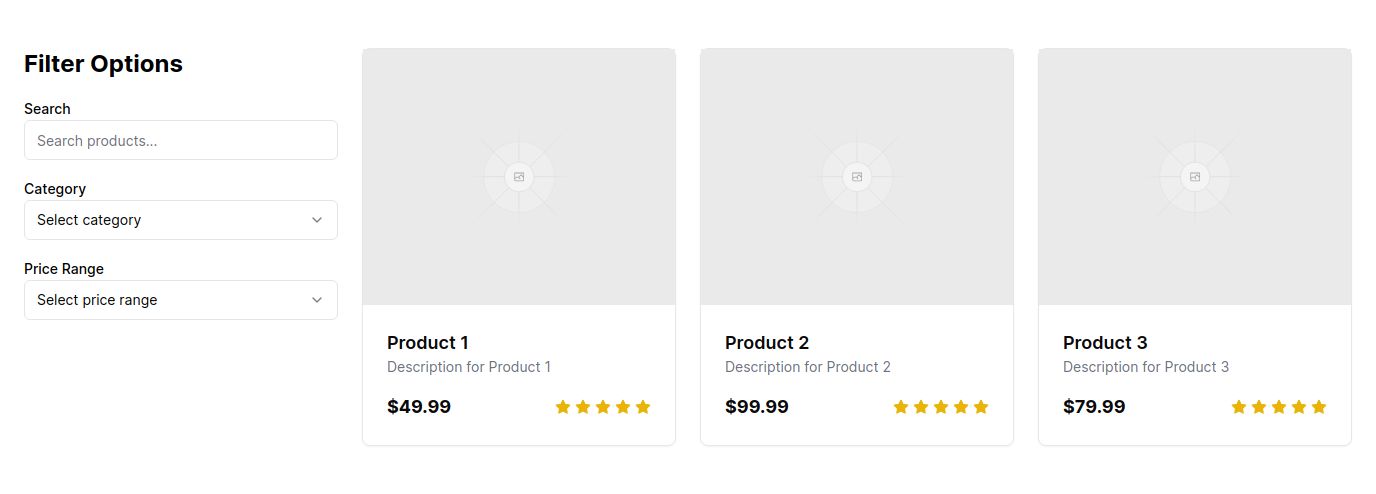 Filter Options
Search
Search products...
Category
Select category
Price Range
Select price range
Product 1
Description for Product 1
$49.99
Product 2
Description for Product 2
$99.99
Product 3
Description for Product 3
$79.99